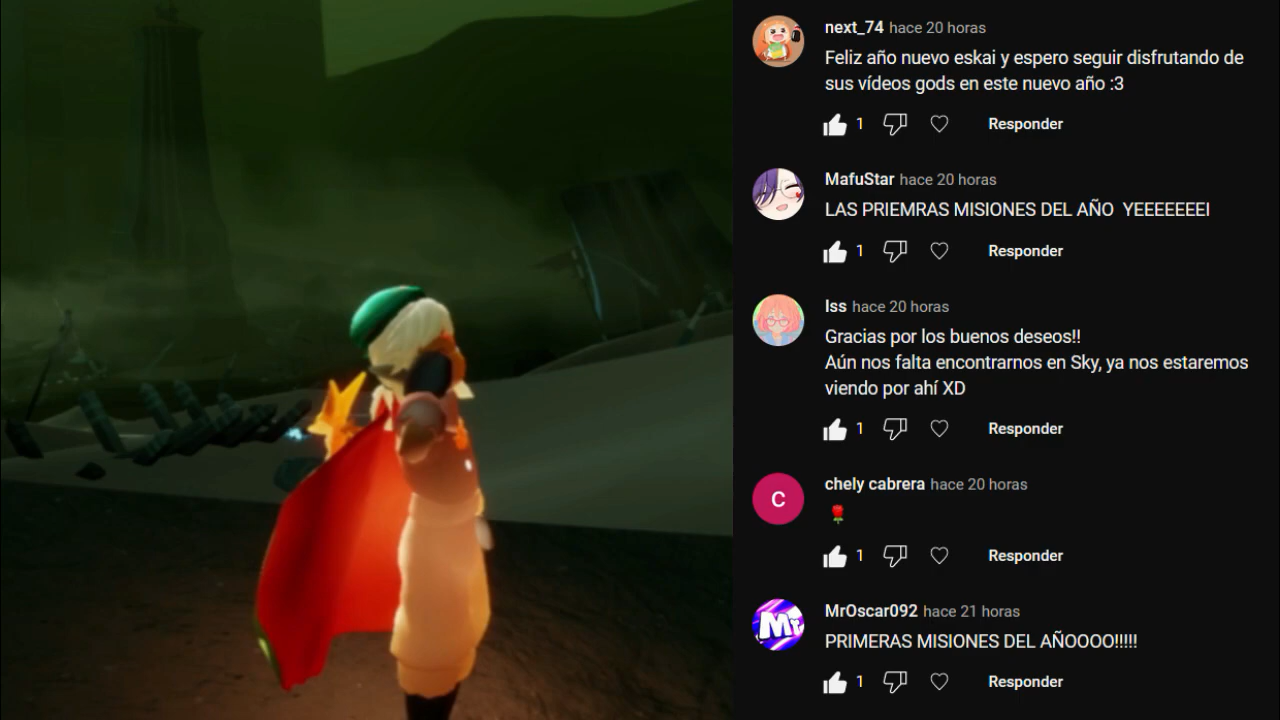 next_74 hace 20 horas
Feliz año nuevo eskai y espero seguir disfrutando de
sus vídeos gods en este nuevo año :3
1 Responder
MafuStar hace 20 horas
LAS PRIEMRAS MISIONES DEL AÑO YEEEEEEEI
1 Responder
Iss hace 20 horas
Gracias por los buenos deseos!!
Aún nos falta encontrarnos en Sky, ya nos estaremos
viendo por ahí XD
1 Responder
C
chely cabrera hace 20 horas
🌹
1 Responder
Mr
MrOscar092 hace 21 horas
PRIMERAS MISIONES DEL AÑOOOO!!!!!
1 Responder